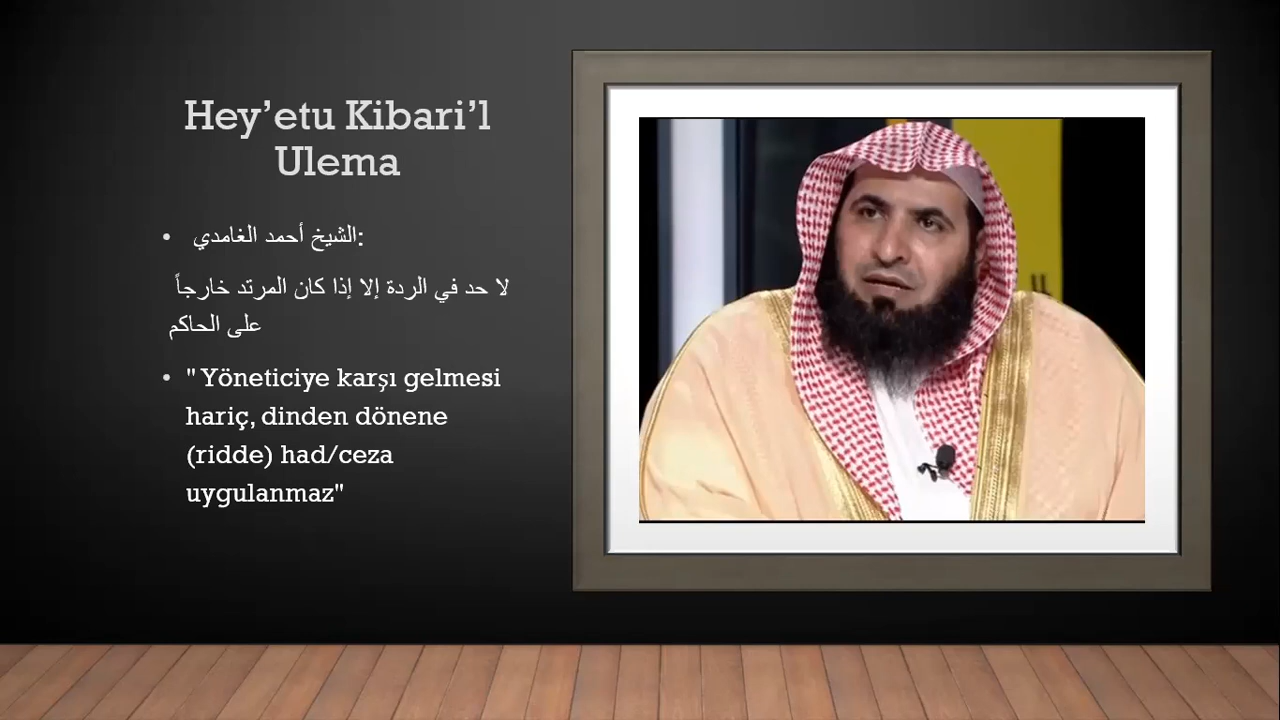 Hey’etu Kibari’l
Ulema
• الشيخ أحمد الغامدي:
لا حد في الردة إلا إذا كان المرتد خارجاً
على الحاكم
• " Yöneticiye karşı gelmesi
hariç, dinden dönene
(ridde) had/ceza
uygulanmaz"